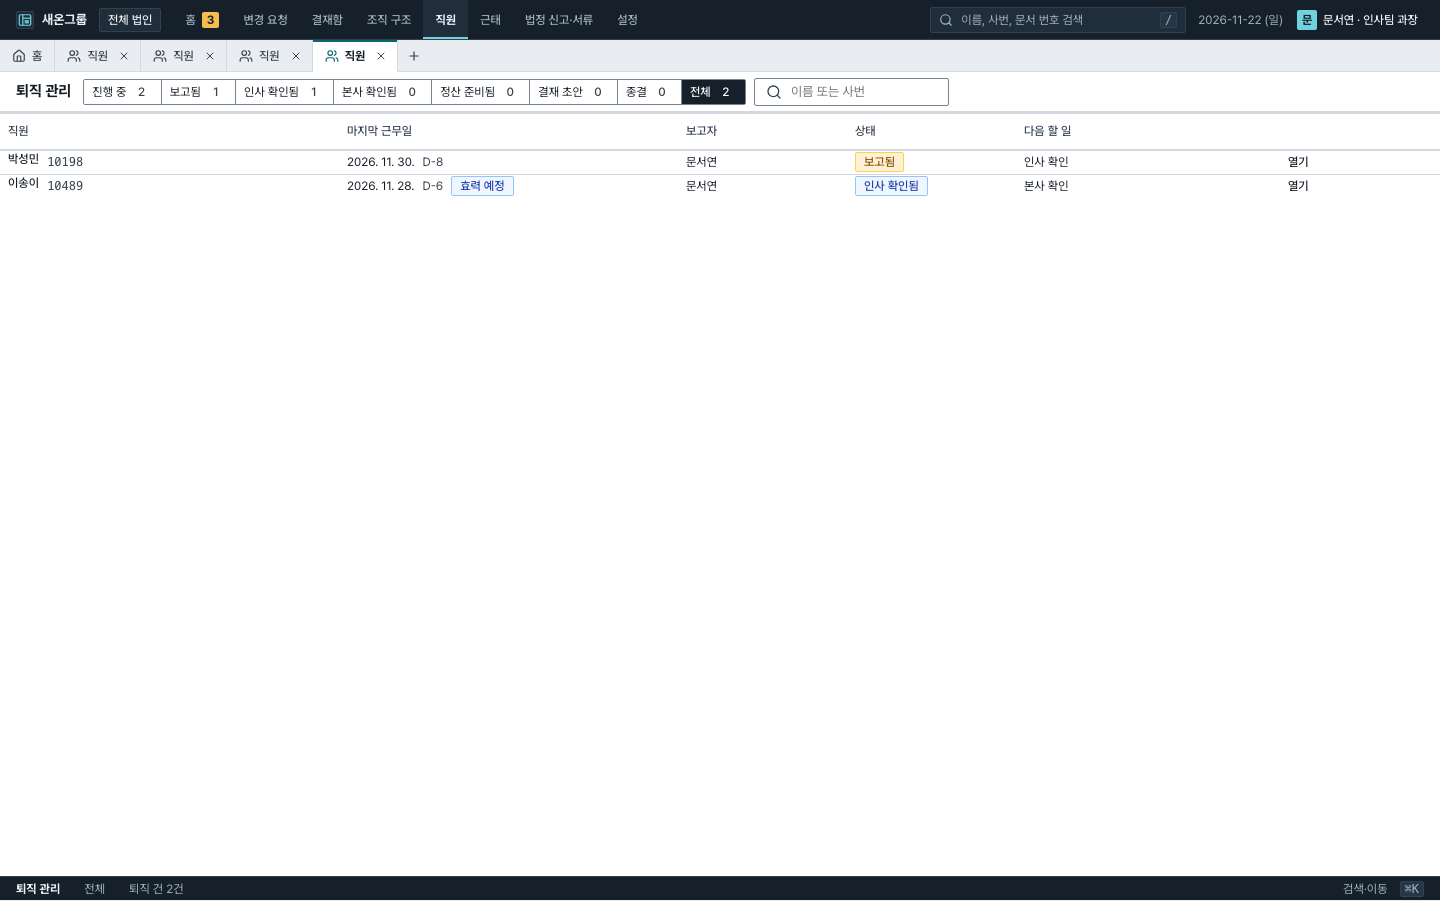 새온그룹 전체 법인 홈 3 변경 요청 결재함 조직 구조 직원 근태 법정 신고·서류 설정 이름, 사번, 문서 번호 검색 / 2026-11-22 (일) 문 문서연 · 인사팀 과장
홈 직원 직원 직원 직원
퇴직 관리 진행 중 2 보고됨 1 인사 확인됨 1 본사 확인됨 0 정산 준비됨 0 결재 초안 0 종결 0 전체 2 이름 또는 사번
직원 마지막 근무일 보고자 상태 다음 할 일
박성민 10198 2026. 11. 30. D-8 문서연 보고됨 인사 확인 열기
이송이 10489 2026. 11. 28. D-6 효력 예정 문서연 인사 확인됨 본사 확인 열기
퇴직 관리 전체 퇴직 건 2건 검색·이동 ⌘K